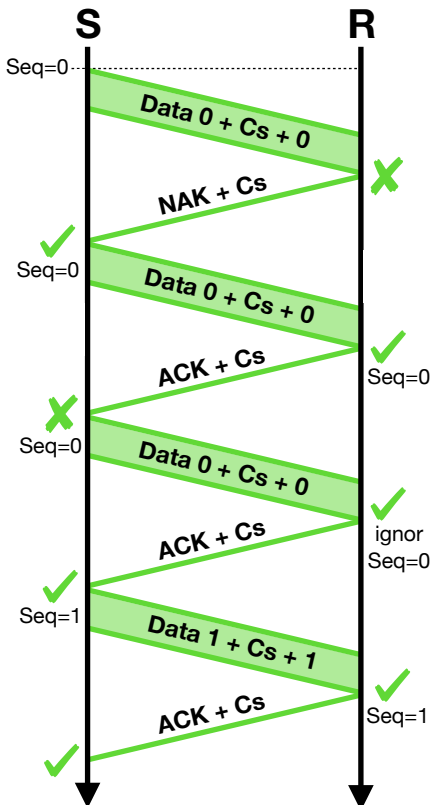 S R
Seq=0
Data 0 + Cs + 0
NAK + Cs
Seq=0
Data 0 + Cs + 0
ACK + Cs
Seq=0
Seq=0
Data 0 + Cs + 0
ACK + Cs
ignor
Seq=0
Seq=1
Data 1 + Cs + 1
ACK + Cs
Seq=1